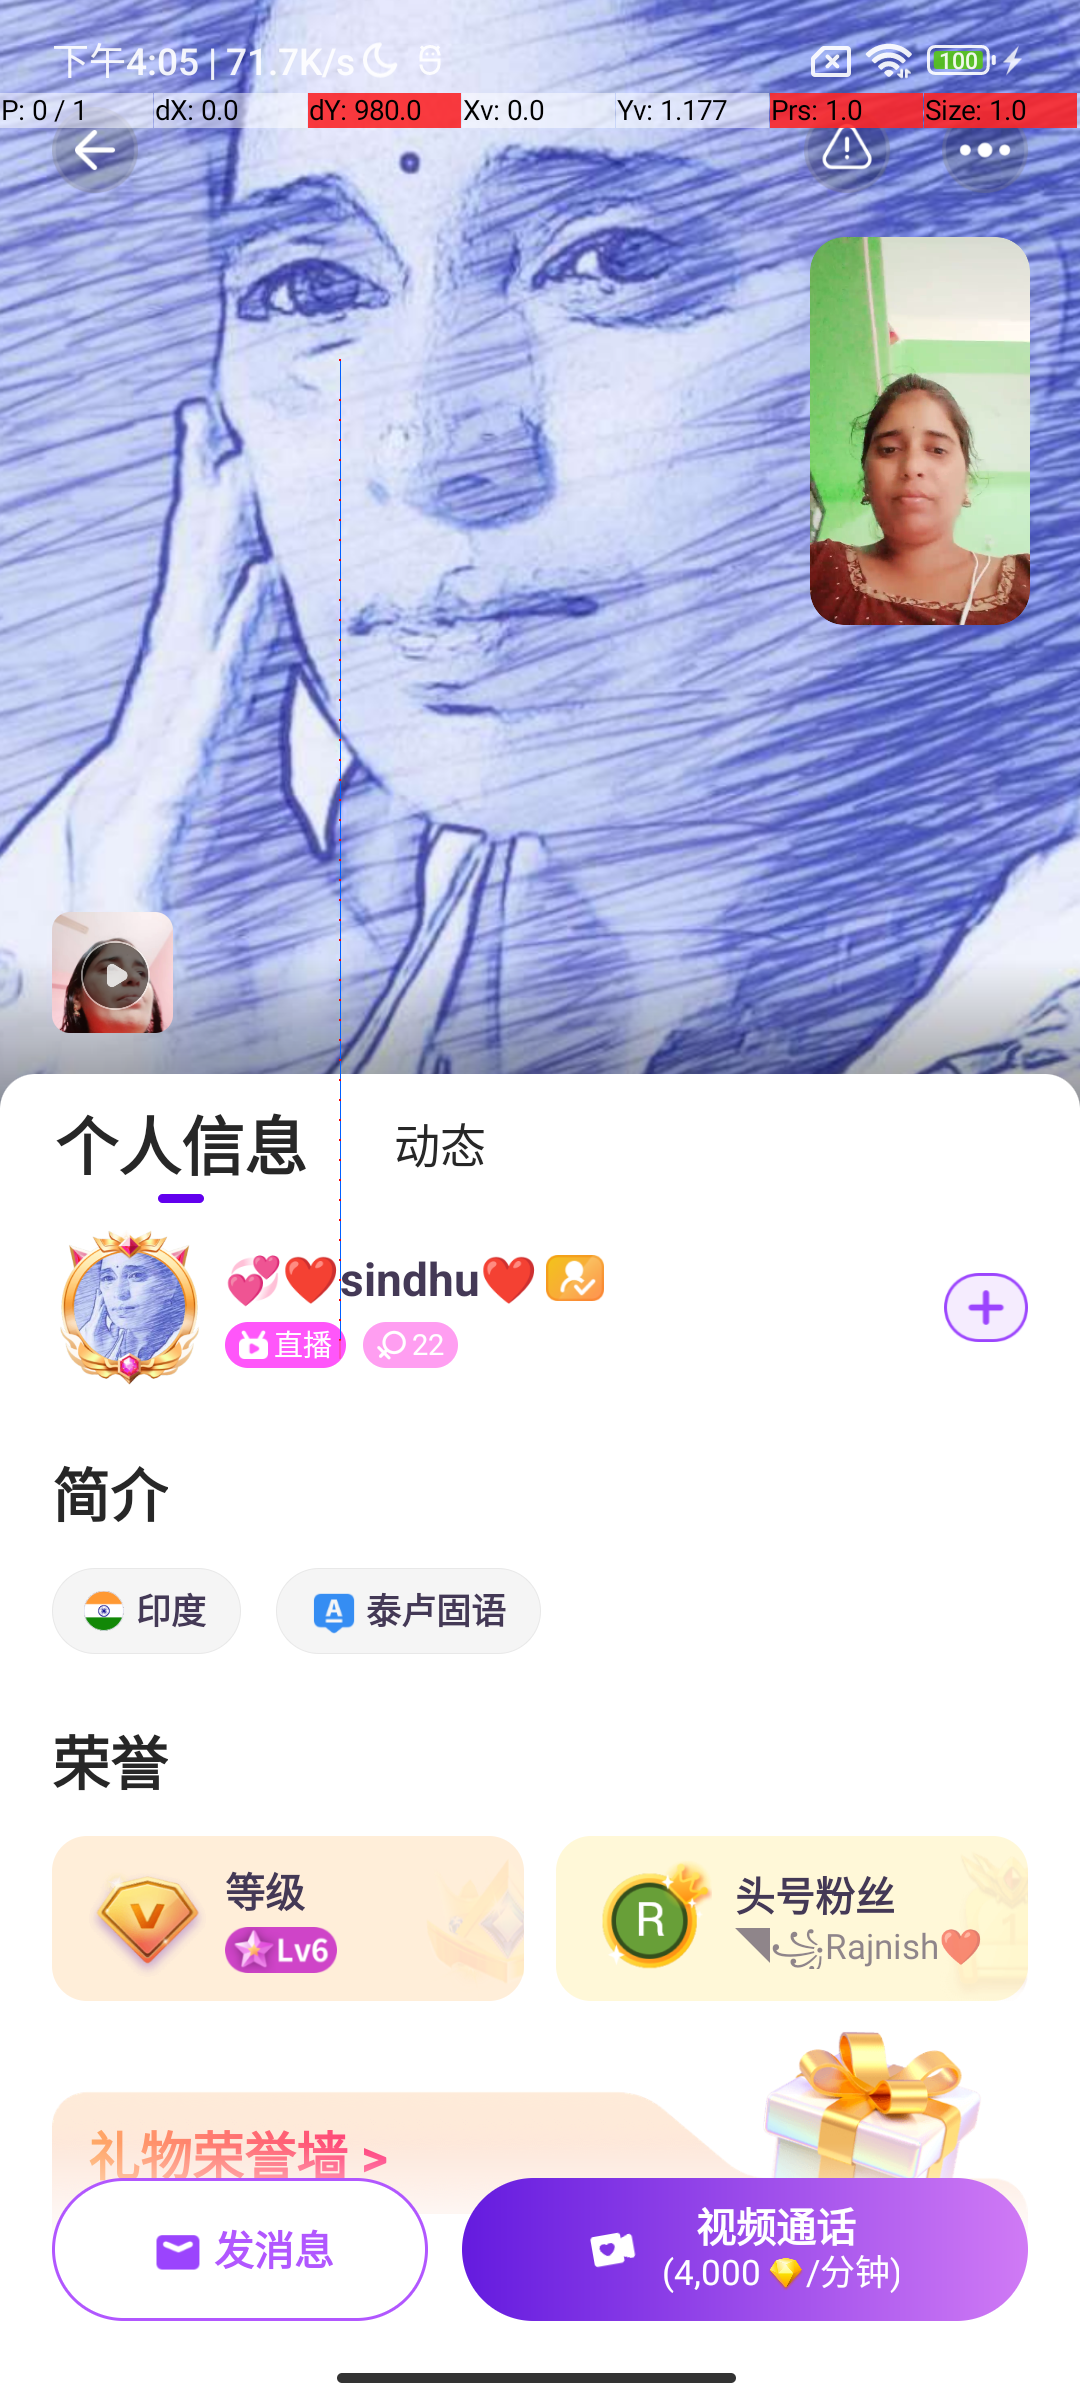 下午4:05 | 71.7K/s
100
P: 0 / 1 dX: 0.0 dY: 980.0 Xv: 0.0 Yv: 1.177 Prs: 1.0 Size: 1.0
个人信息 动态
💞❤️sindhu❤️
直播 22
简介
印度 泰卢固语
荣誉
等级
Lv6
R
头号粉丝
◥꧁Rajnish❤️
礼物荣誉墙 >
发消息
视频通话
(4,000 /分钟)